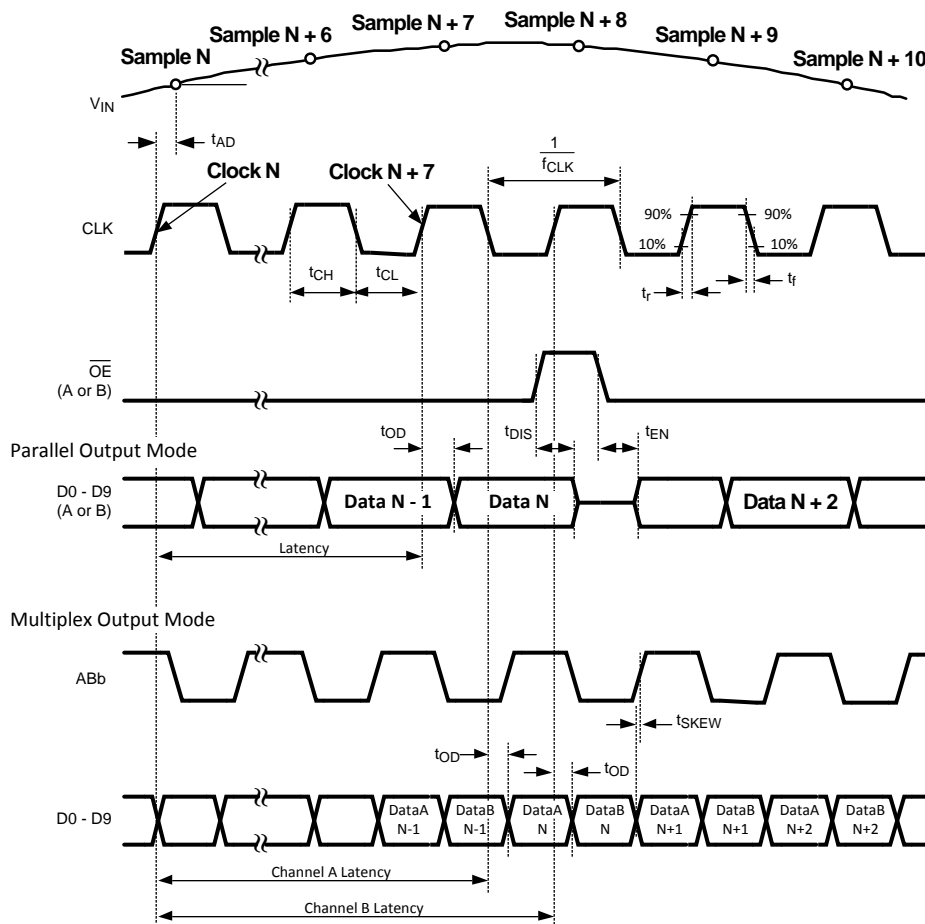 Sample N
Sample N + 6
Sample N + 7
Sample N + 8
Sample N + 9
Sample N + 10
VIN
tAD
Clock N
Clock N + 7
1
fCLK
CLK
90%
90%
10%
10%
tCH
tCL
tr
tf
OE
(A or B)
tOD
tDIS
tEN
Parallel Output Mode
D0 - D9
(A or B)
Data N - 1
Data N
Data N + 2
Latency
Multiplex Output Mode
ABb
tSKEW
tOD
tOD
D0 - D9
DataA N-1
DataB N-1
DataA N
DataB N
DataA N+1
DataB N+1
DataA N+2
DataB N+2
Channel A Latency
Channel B Latency